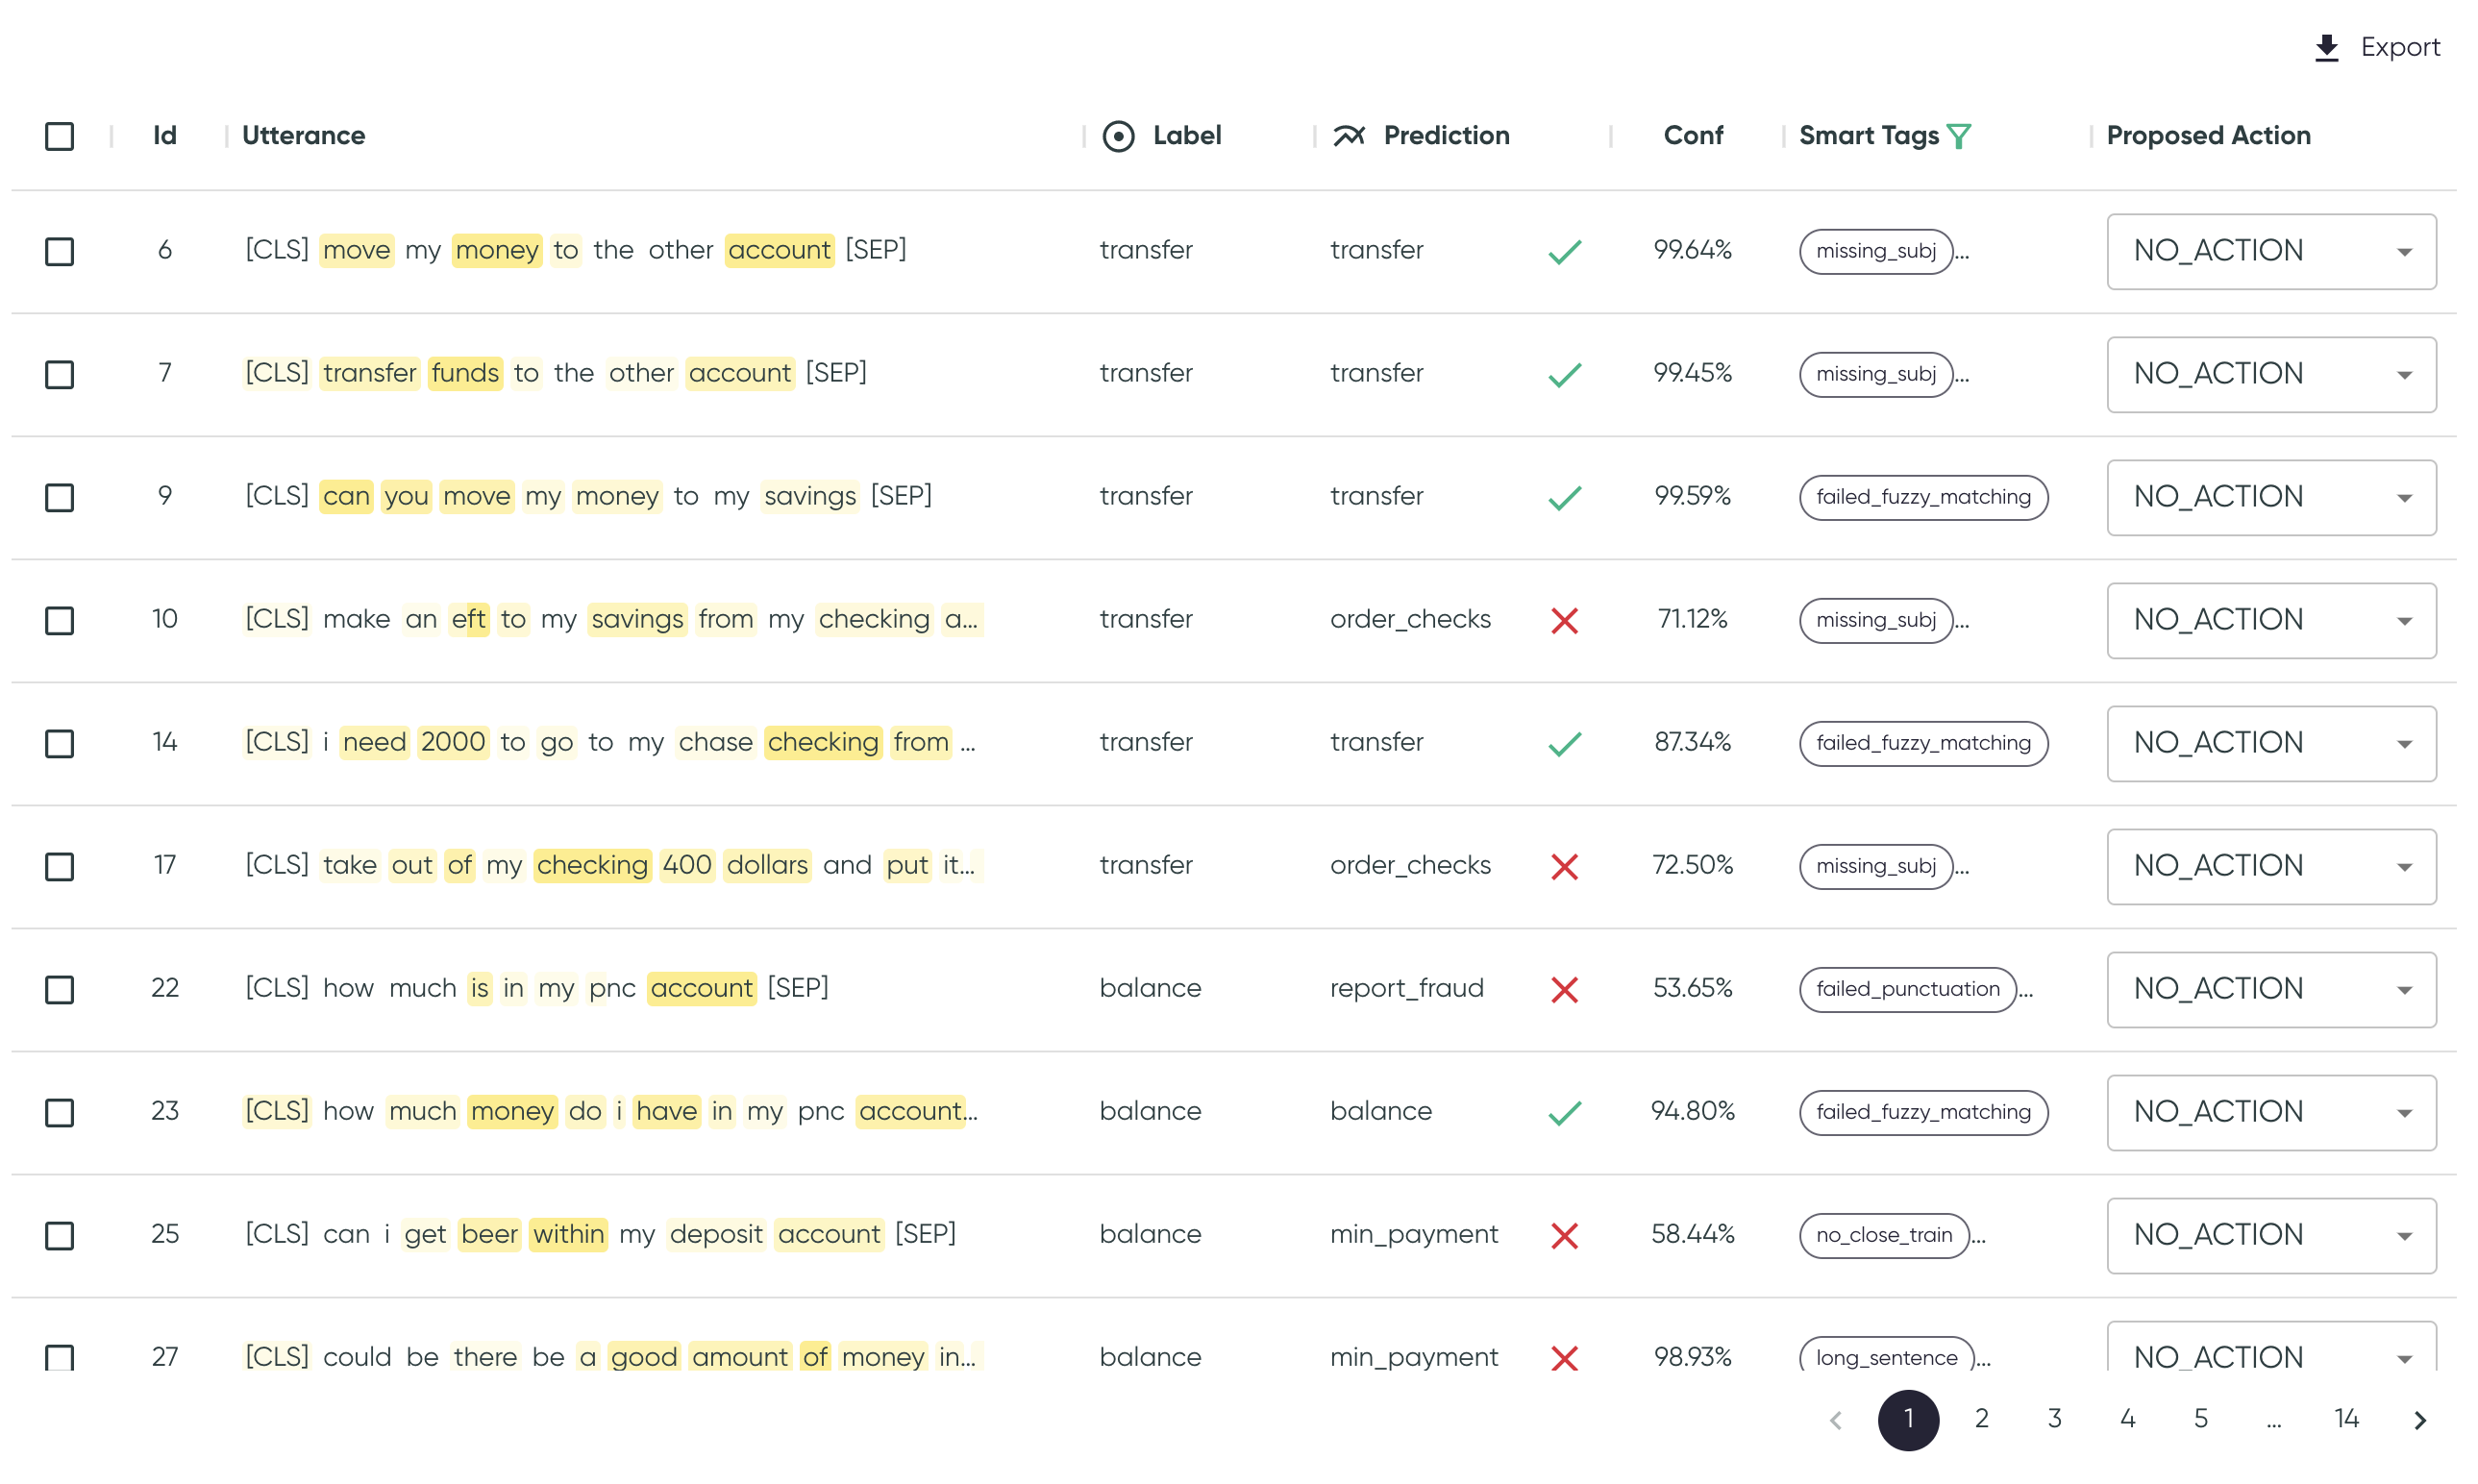 Export
Id Utterance Label Prediction Conf Smart Tags Proposed Action
6 [CLS] move my money to the other account [SEP] transfer transfer 99.64% missing_subj... NO_ACTION
7 [CLS] transfer funds to the other account [SEP] transfer transfer 99.45% missing_subj... NO_ACTION
9 [CLS] can you move my money to my savings [SEP] transfer transfer 99.59% failed_fuzzy_matching NO_ACTION
10 [CLS] make an eft to my savings from my checking a... transfer order_checks 71.12% missing_subj... NO_ACTION
14 [CLS] i need 2000 to go to my chase checking from ... transfer transfer 87.34% failed_fuzzy_matching NO_ACTION
17 [CLS] take out of my checking 400 dollars and put it... transfer order_checks 72.50% missing_subj... NO_ACTION
22 [CLS] how much is in my pnc account [SEP] balance report_fraud 53.65% failed_punctuation... NO_ACTION
23 [CLS] how much money do i have in my pnc account... balance balance 94.80% failed_fuzzy_matching NO_ACTION
25 [CLS] can i get beer within my deposit account [SEP] balance min_payment 58.44% no_close_train... NO_ACTION
27 [CLS] could be there be a good amount of money in... balance min_payment 98.93% long_sentence... NO_ACTION
1 2 3 4 5 ... 14